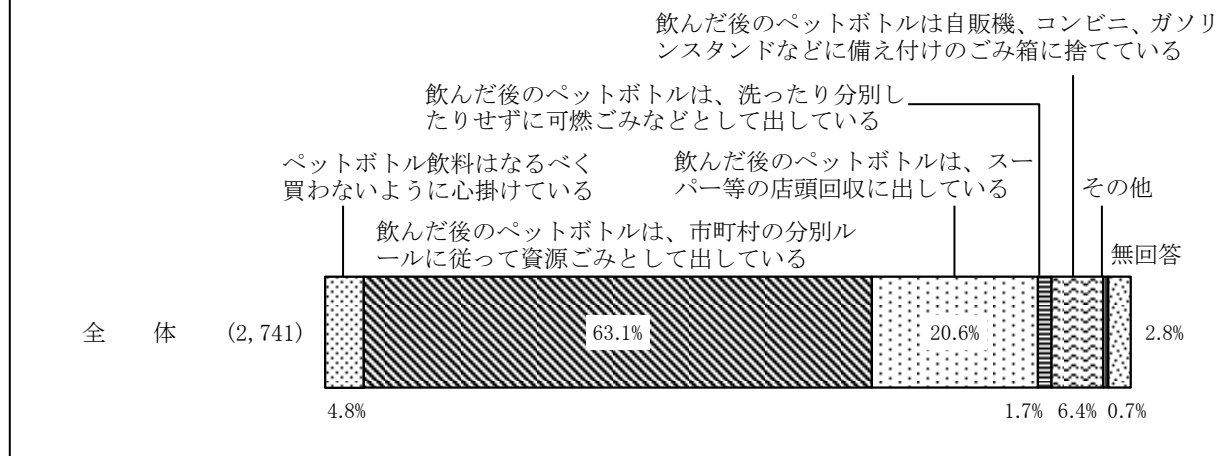 飲んだ後のペットボトルは自販機、コンビニ、ガソリ
ンスタンドなどに備え付けのごみ箱に捨てている
飲んだ後のペットボトルは、洗ったり分別し
たりせずに可燃ごみなどとして出している
ペットボトル飲料はなるべく
買わないように心掛けている
飲んだ後のペットボトルは、スー
パー等の店頭回収に出している
その他
飲んだ後のペットボトルは、市町村の分別ル
ールに従って資源ごみとして出している
無回答
全 体 (2,741)
63.1%
20.6%
2.8%
4.8%
1.7%
6.4%
0.7%